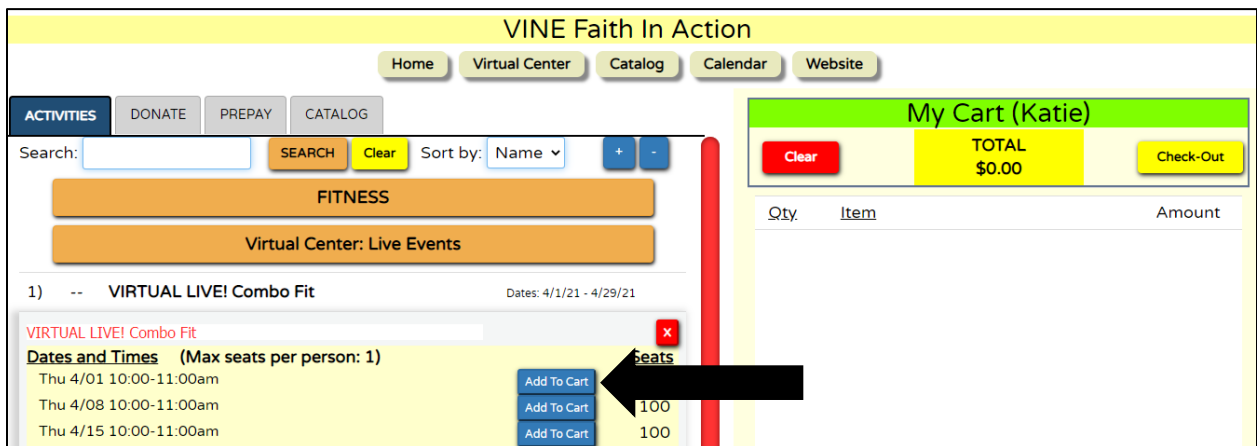 VINE Faith In Action
Home Virtual Center Catalog Calendar Website
ACTIVITIES DONATE PREPAY CATALOG
Search: SEARCH Clear Sort by: Name + -
FITNESS
Virtual Center: Live Events
1) -- VIRTUAL LIVE! Combo Fit Dates: 4/1/21 - 4/29/21
VIRTUAL LIVE! Combo Fit x
Dates and Times (Max seats per person: 1) Seats
Thu 4/01 10:00-11:00am Add To Cart
Thu 4/08 10:00-11:00am Add To Cart 100
Thu 4/15 10:00-11:00am Add To Cart 100
My Cart (Katie)
Clear TOTAL Check-Out
$0.00
Qty Item Amount